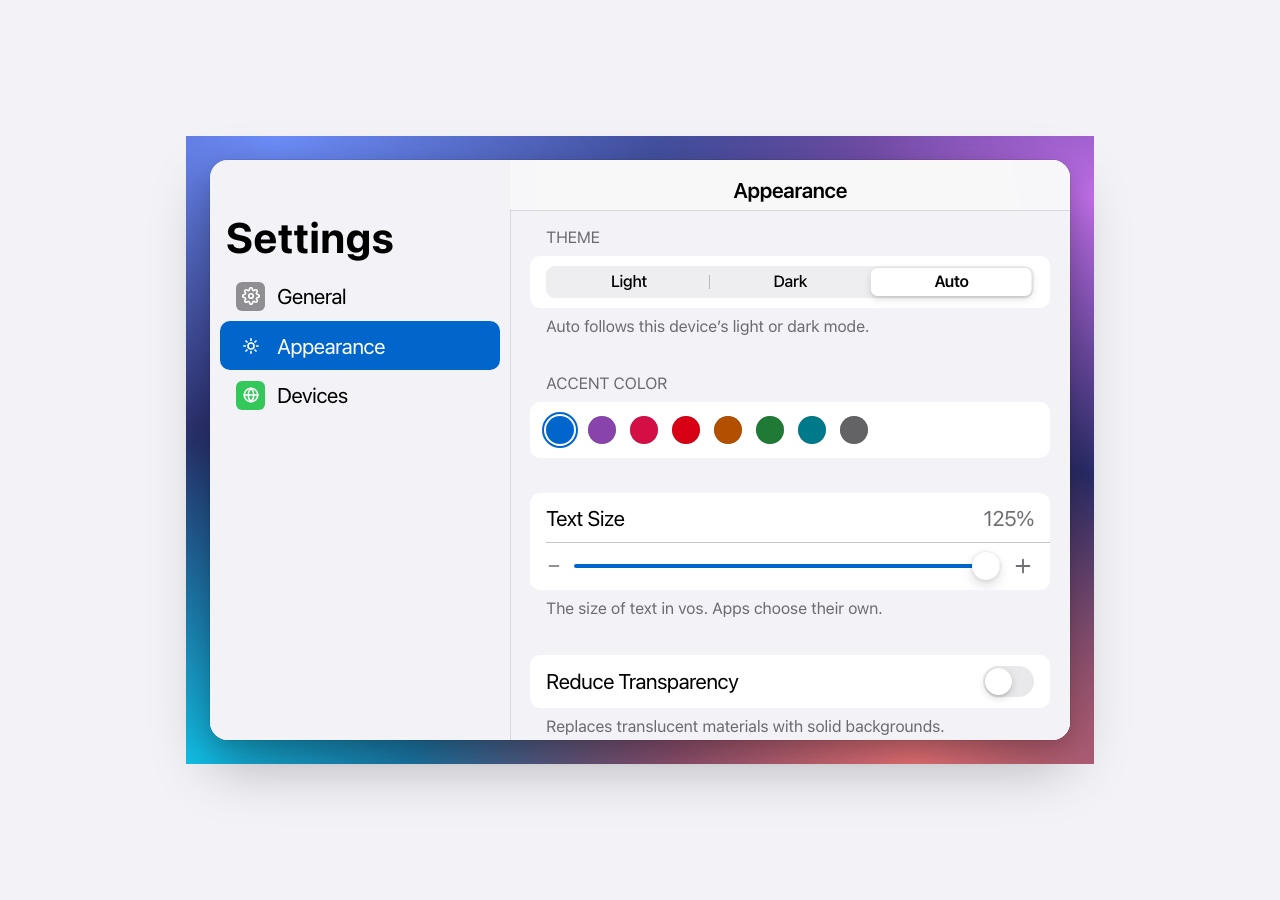 Settings
General
Appearance
Devices
Appearance
THEME
Light Dark Auto
Auto follows this device’s light or dark mode.
ACCENT COLOR
Text Size 125%
The size of text in vos. Apps choose their own.
Reduce Transparency
Replaces translucent materials with solid backgrounds.